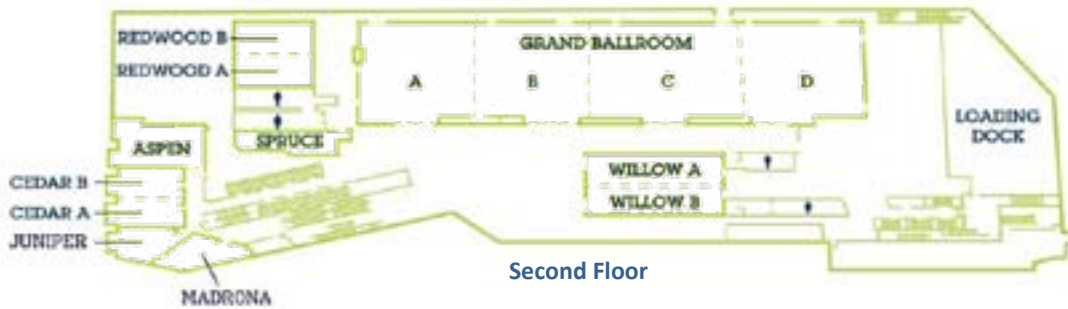 REDWOOD B
GRAND BALLROOM
REDWOOD A
A
B
C
D
LOADING
DOCK
SPRUCE
ASPEN
WILLOW A
CEDAR B
WILLOW B
CEDAR A
JUNIPER
Second Floor
MADRONA